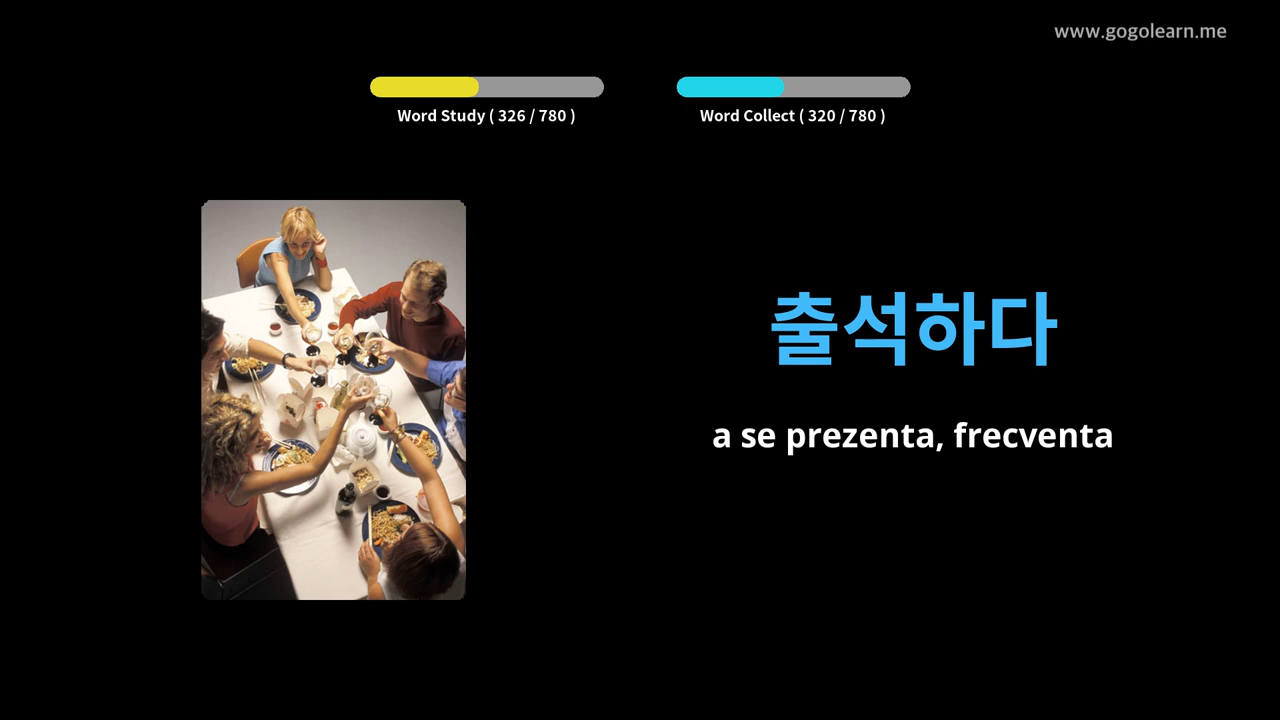 www.gogolearn.me
Word Study ( 326 / 780 )
Word Collect ( 320 / 780 )
출석하다
a se prezenta, frecventa